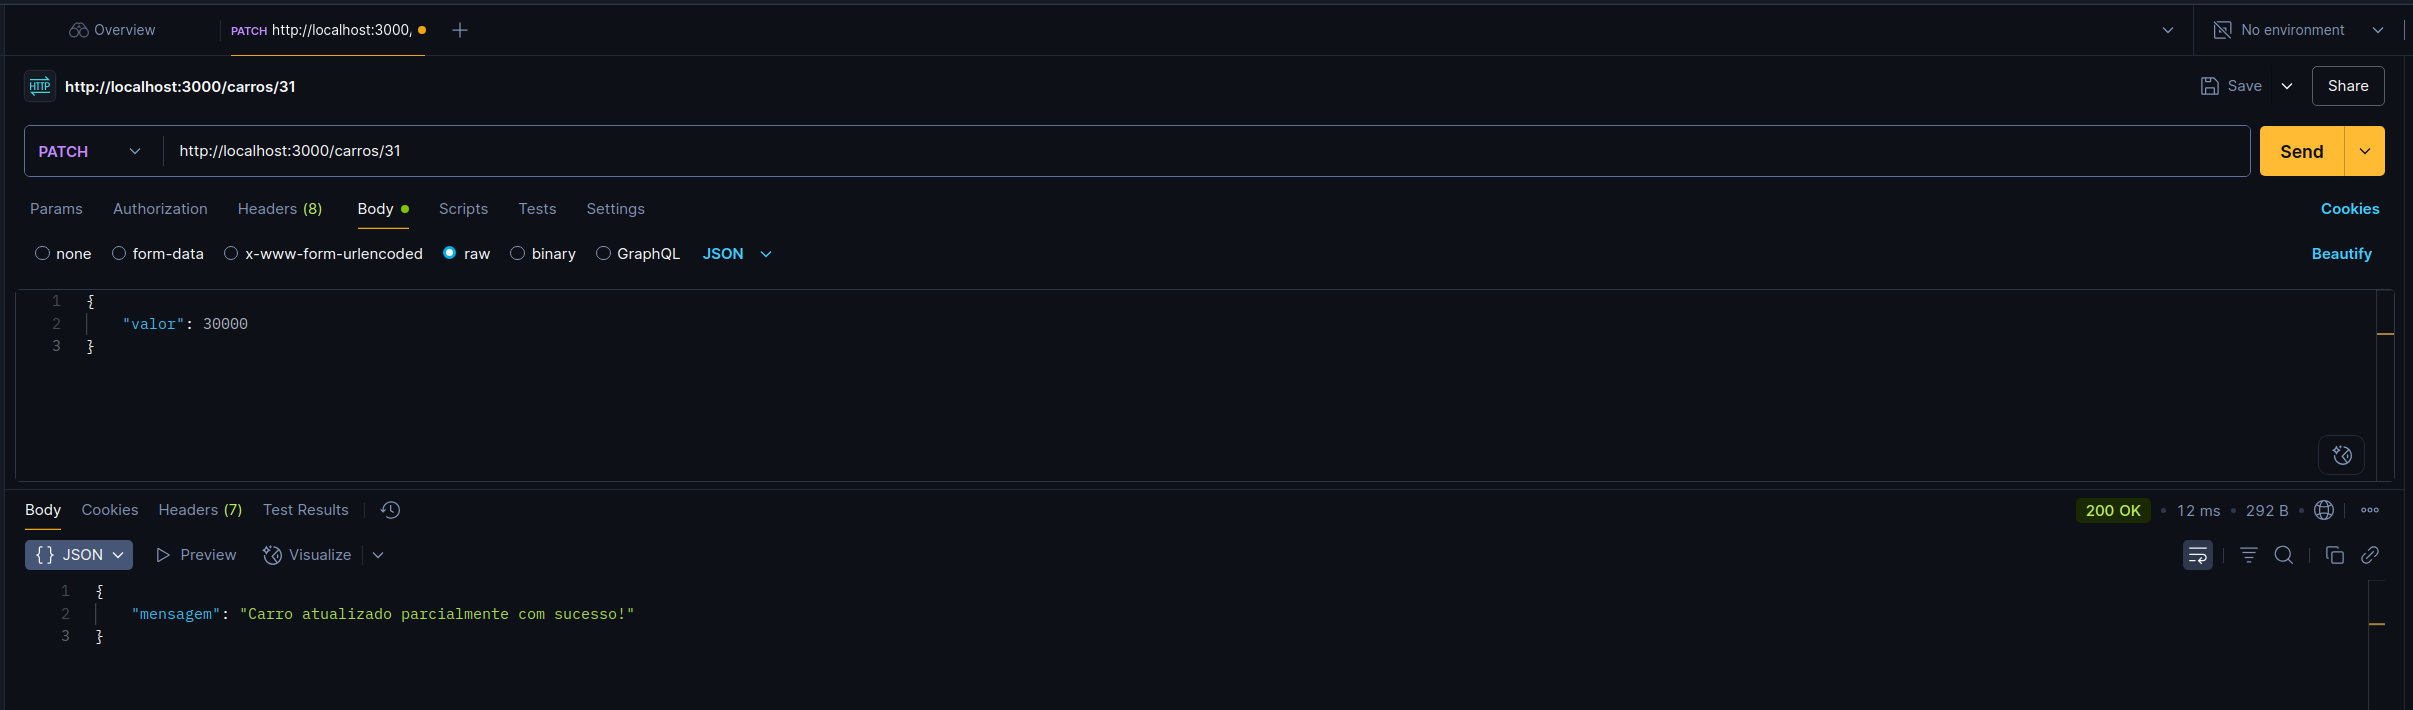 Overview
PATCH http://localhost:3000,
No environment
HTTP http://localhost:3000/carros/31
Save
Share
PATCH http://localhost:3000/carros/31
Send
Params Authorization Headers (8) Body Scripts Tests Settings
Cookies
none form-data x-www-form-urlencoded raw binary GraphQL JSON
Beautify
1 {
2 "valor": 30000
3 }
Body Cookies Headers (7) Test Results
200 OK • 12 ms • 292 B •
{} JSON Preview Visualize
1 {
2 "mensagem": "Carro atualizado parcialmente com sucesso!"
3 }